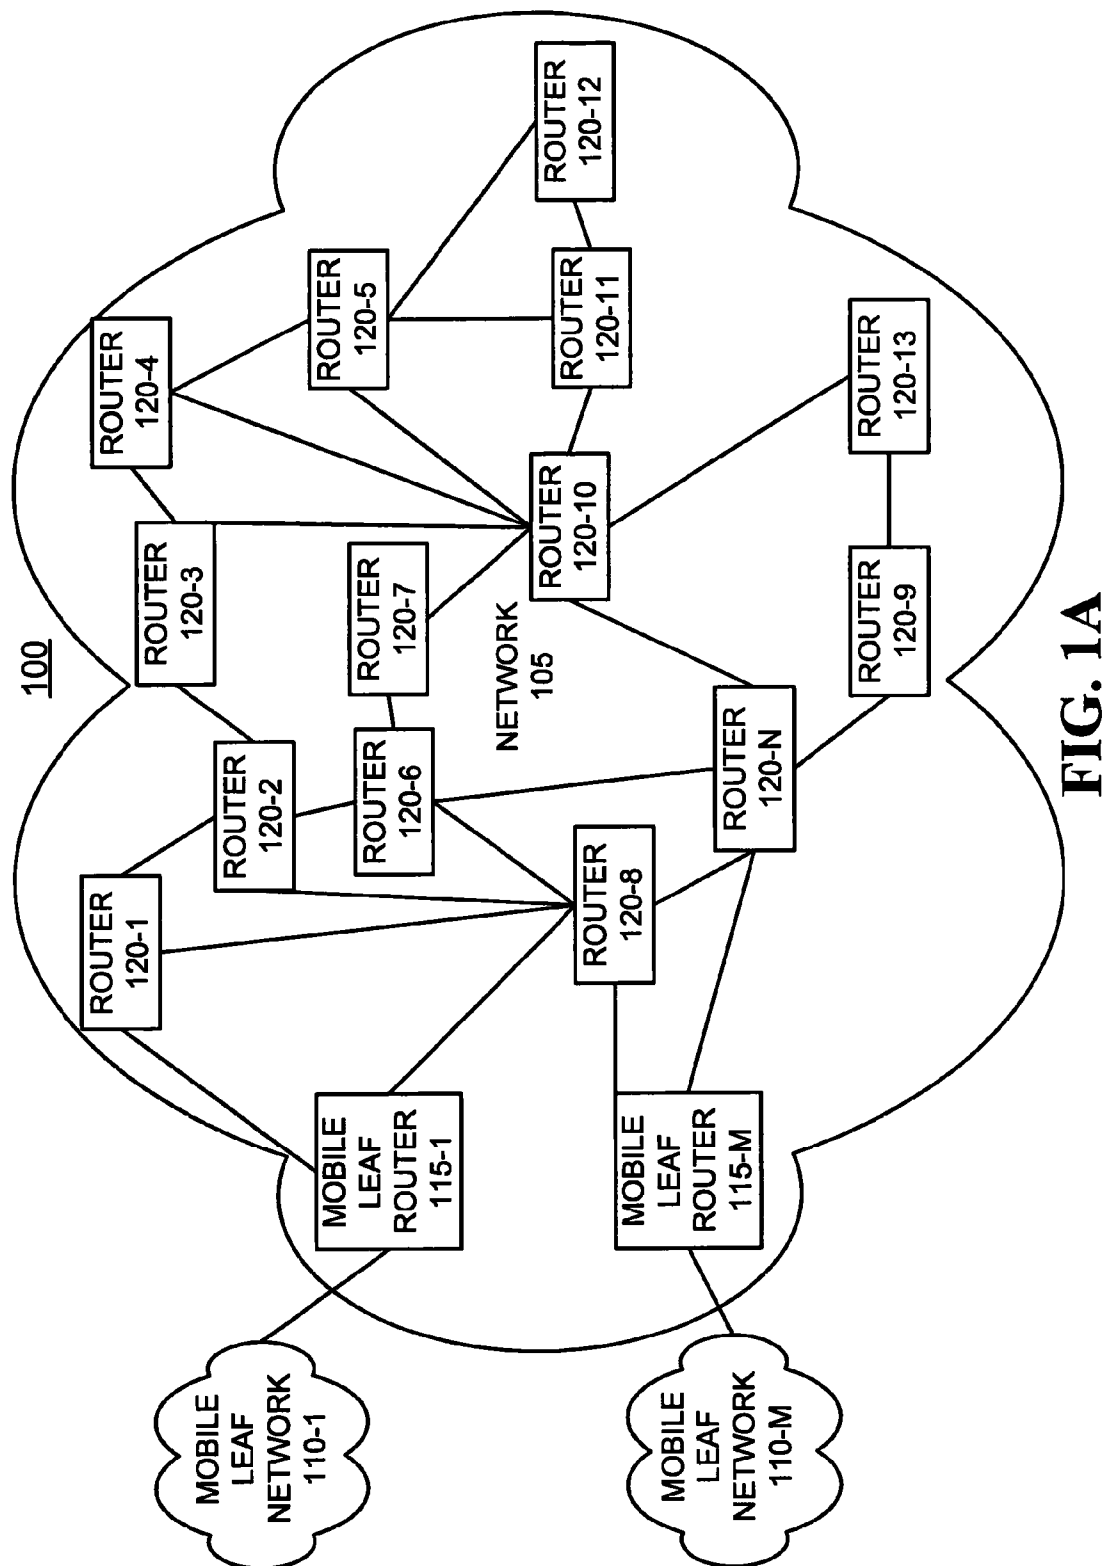 100
ROUTER
120-1
ROUTER
120-2
ROUTER
120-3
ROUTER
120-4
ROUTER
120-5
ROUTER
120-6
ROUTER
120-7
NETWORK
105
ROUTER
120-8
ROUTER
120-N
ROUTER
120-9
ROUTER
120-10
ROUTER
120-11
ROUTER
120-12
ROUTER
120-13
MOBILE
LEAF
ROUTER
115-1
MOBILE
LEAF
ROUTER
115-M
MOBILE
LEAF
NETWORK
110-1
MOBILE
LEAF
NETWORK
110-M
FIG. 1A